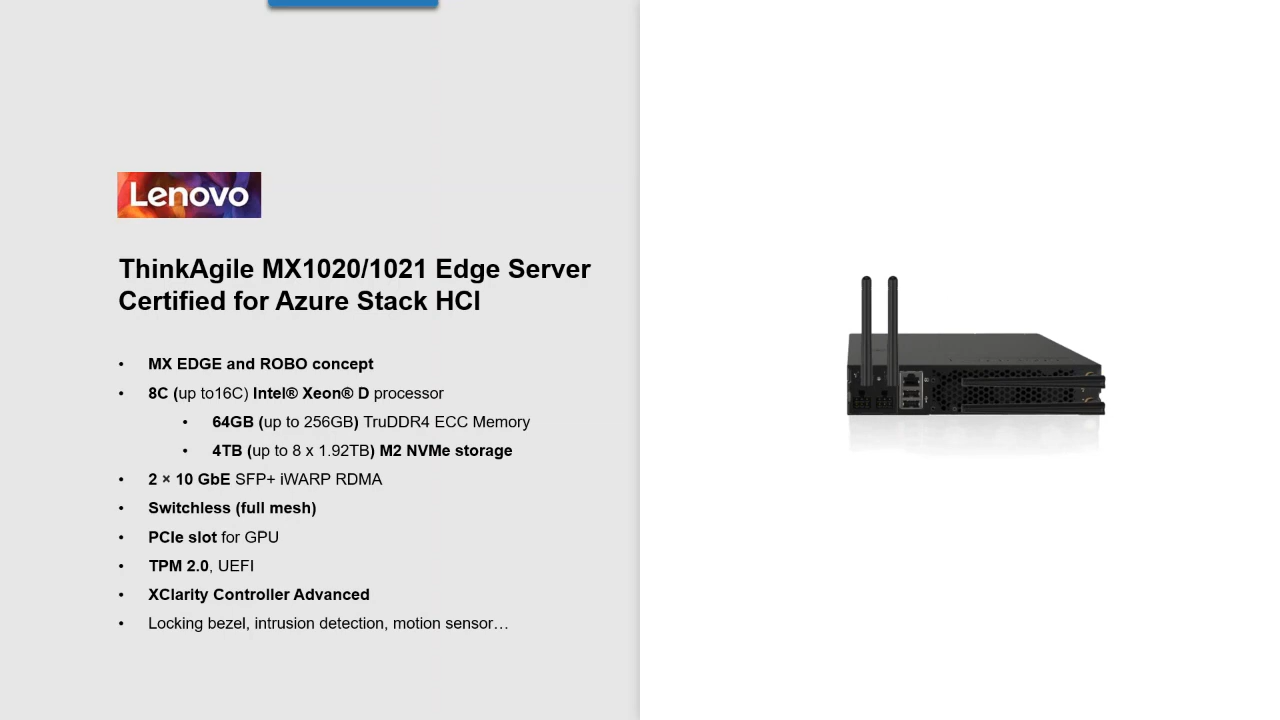 Lenovo
ThinkAgile MX1020/1021 Edge Server
Certified for Azure Stack HCI
• MX EDGE and ROBO concept
• 8C (up to16C) Intel® Xeon® D processor
• 64GB (up to 256GB) TruDDR4 ECC Memory
• 4TB (up to 8 x 1.92TB) M2 NVMe storage
• 2 × 10 GbE SFP+ iWARP RDMA
• Switchless (full mesh)
• PCIe slot for GPU
• TPM 2.0, UEFI
• XClarity Controller Advanced
• Locking bezel, intrusion detection, motion sensor…